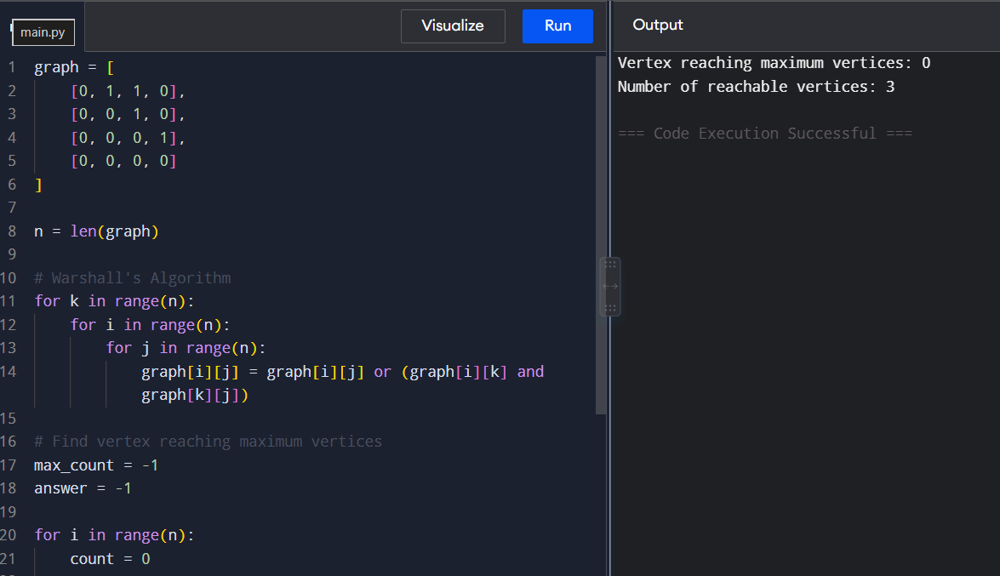 main.py
Visualize
Run
Output
1 graph = [
2 [0, 1, 1, 0],
3 [0, 0, 1, 0],
4 [0, 0, 0, 1],
5 [0, 0, 0, 0]
6 ]
7
8 n = len(graph)
9
10 # Warshall's Algorithm
11 for k in range(n):
12 for i in range(n):
13 for j in range(n):
14 graph[i][j] = graph[i][j] or (graph[i][k] and
graph[k][j])
15
16 # Find vertex reaching maximum vertices
17 max_count = -1
18 answer = -1
19
20 for i in range(n):
21 count = 0
Vertex reaching maximum vertices: 0
Number of reachable vertices: 3
=== Code Execution Successful ===